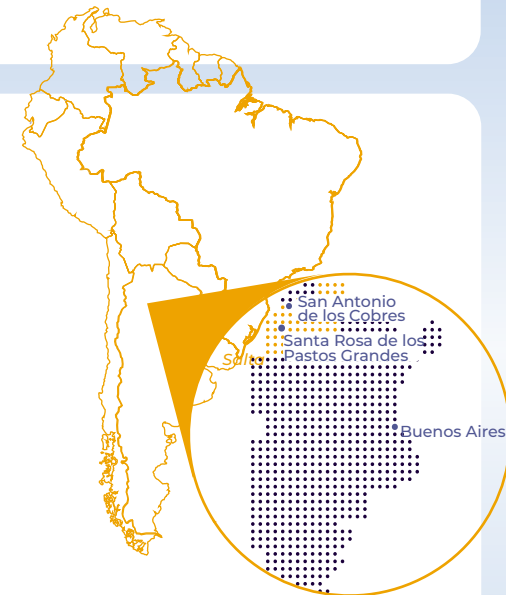 San Antonio
de los Cobres
Santa Rosa de los
Pastos Grandes
Salta
Buenos Aires